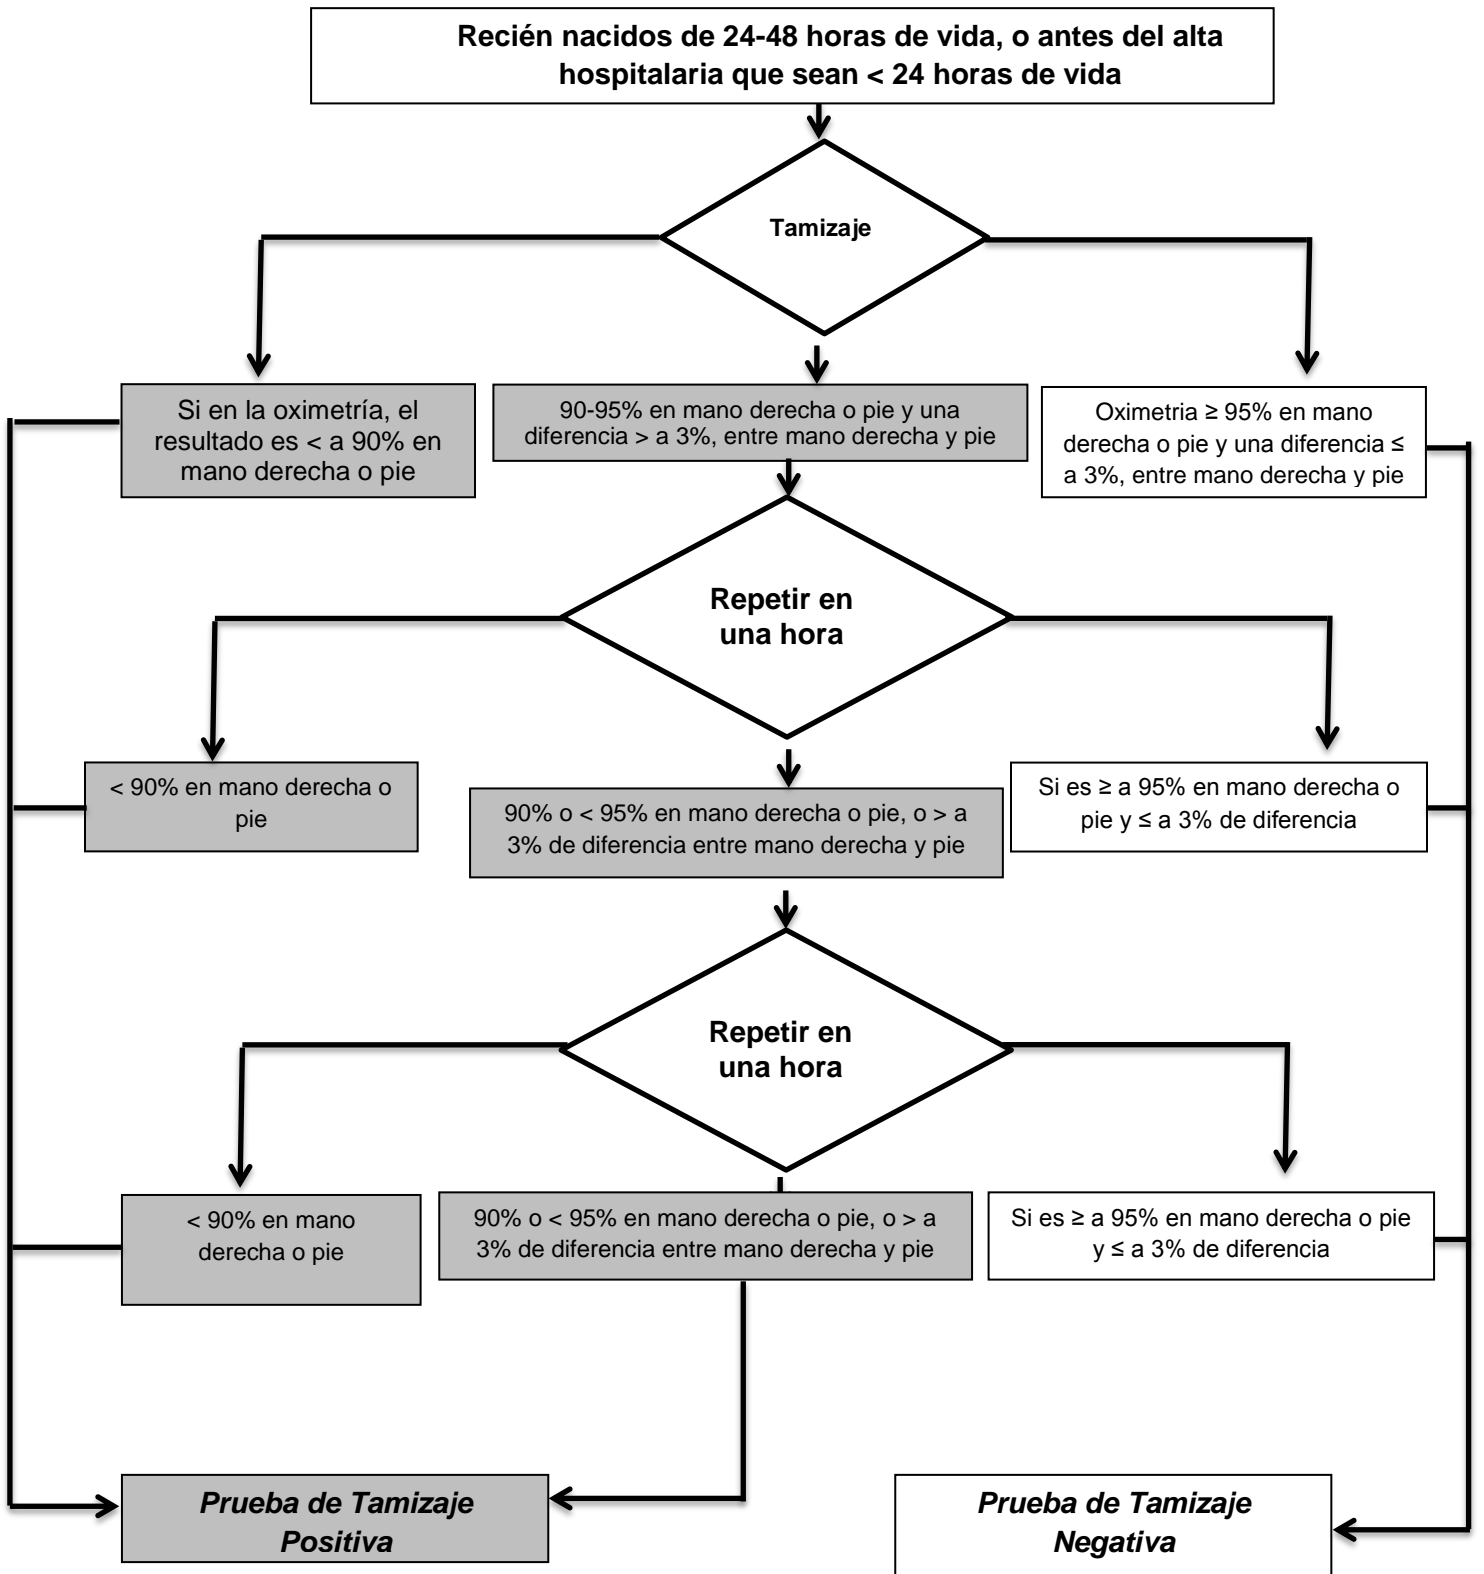 Recién nacidos de 24-48 horas de vida, o antes del alta
hospitalaria que sean < 24 horas de vida
Tamizaje
Si en la oximetría, el
resultado es < a 90% en
mano derecha o pie
90-95% en mano derecha o pie y una
diferencia > a 3%, entre mano derecha y pie
Oximetria ≥ 95% en mano
derecha o pie y una diferencia ≤
a 3%, entre mano derecha y pie
Repetir en
una hora
< 90% en mano derecha o
pie
90% o < 95% en mano derecha o pie, o > a
3% de diferencia entre mano derecha y pie
Si es ≥ a 95% en mano derecha o
pie y ≤ a 3% de diferencia
Repetir en
una hora
< 90% en mano
derecha o pie
90% o < 95% en mano derecha o pie, o > a
3% de diferencia entre mano derecha y pie
Si es ≥ a 95% en mano derecha o pie
y ≤ a 3% de diferencia
Prueba de Tamizaje
Positiva
Prueba de Tamizaje
Negativa